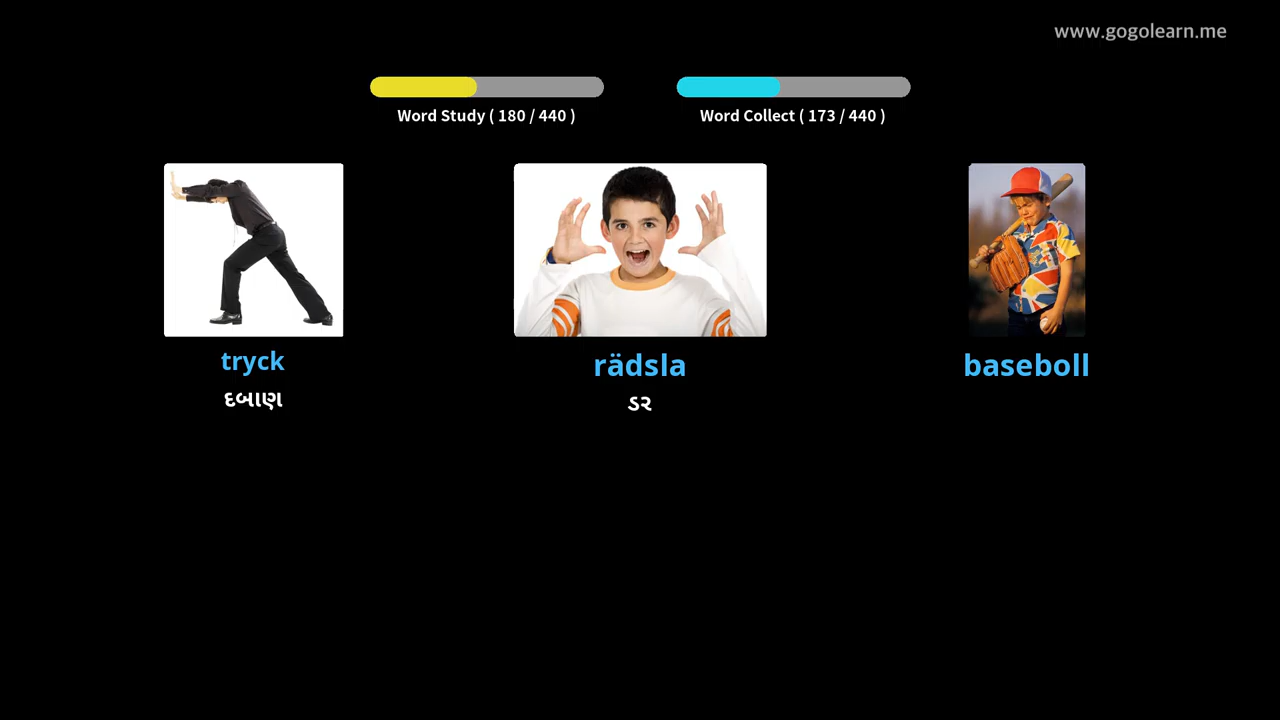 www.gogolearn.me
Word Study ( 180 / 440 )
Word Collect ( 173 / 440 )
tryck
દબાણ
rädsla
ડર
baseboll